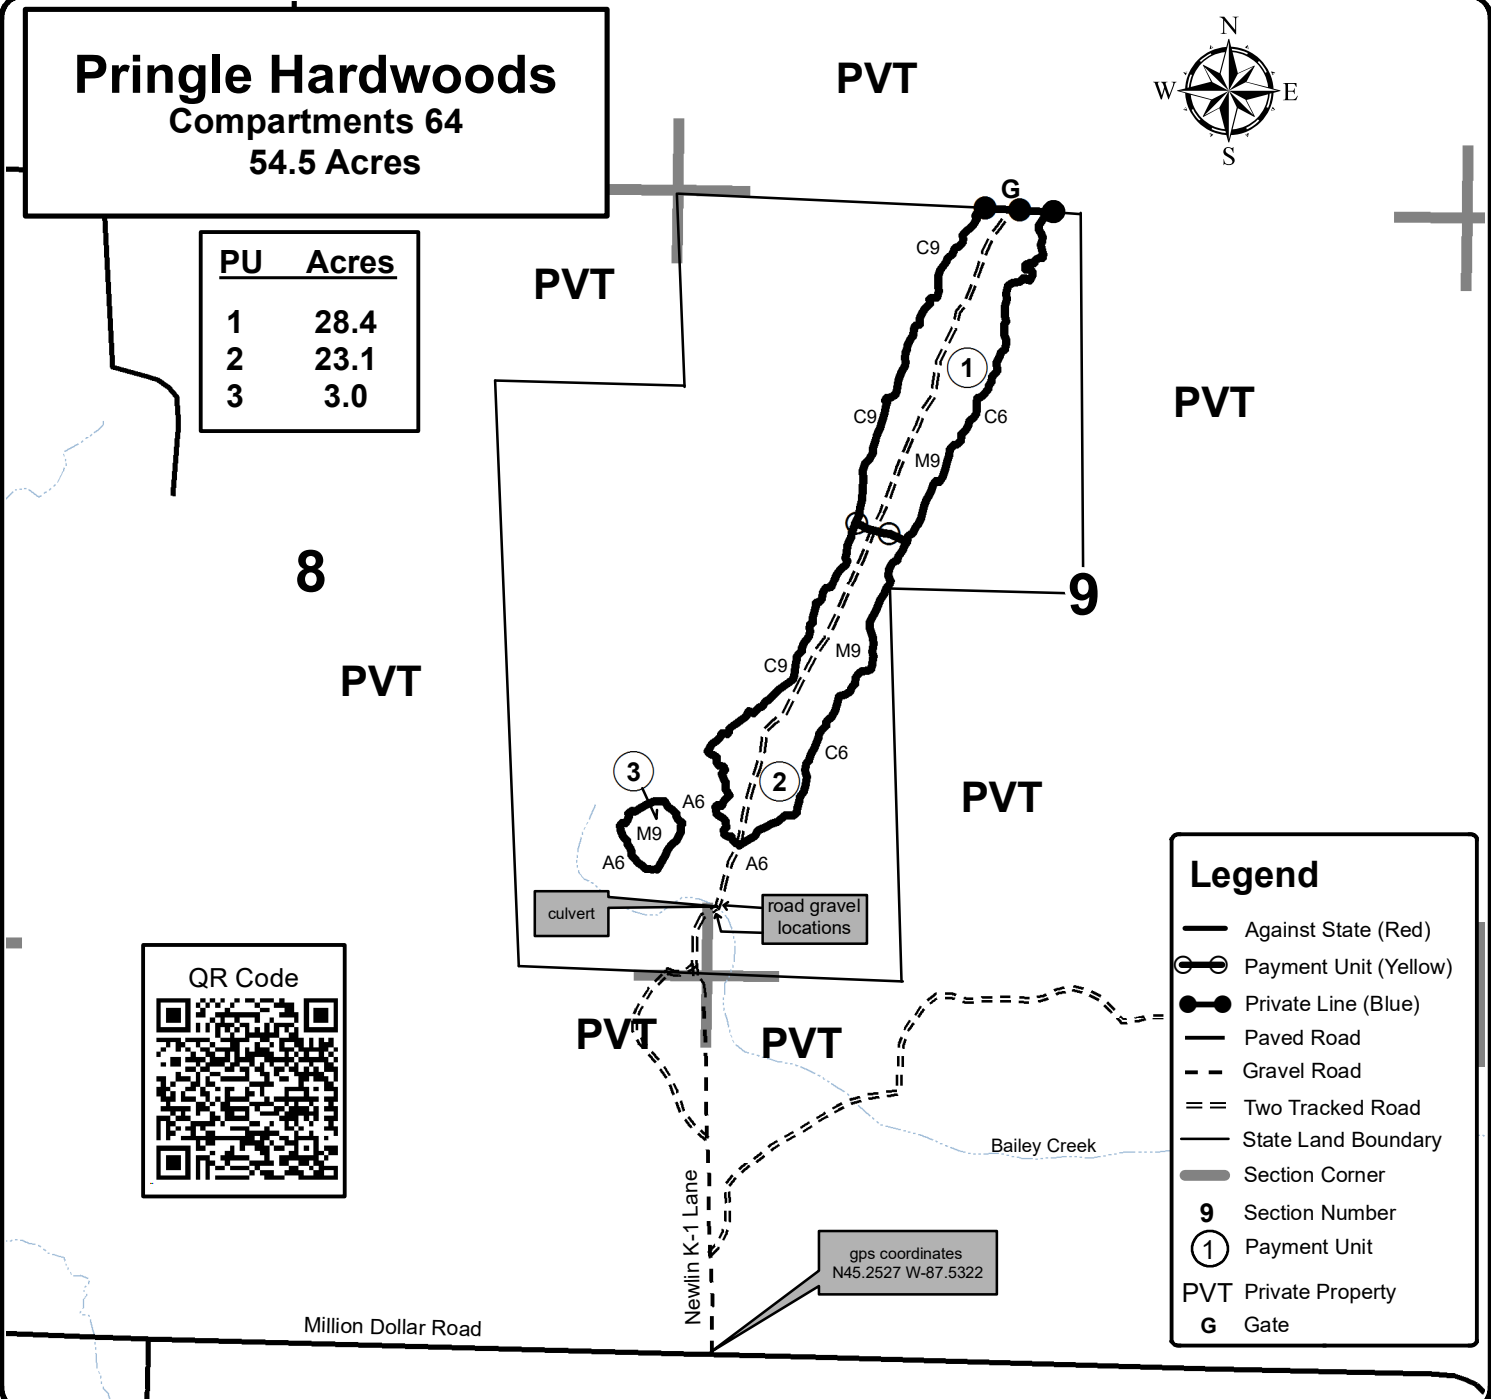 Pringle Hardwoods
Compartments 64
54.5 Acres
PVT
N
W E
S
PU Acres
1 28.4
2 23.1
3 3.0
G
C9
PVT
1
PVT
C9
C6
M9
8
9
M9
C9
PVT
C6
3
2
PVT
A6
M9
A6
A6
culvert
road gravel
locations
QR Code
PVT
PVT
Bailey Creek
Newlin K-1 Lane
gps coordinates
N45.2527 W-87.5322
Million Dollar Road
Legend
Against State (Red)
Payment Unit (Yellow)
Private Line (Blue)
Paved Road
Gravel Road
Two Tracked Road
State Land Boundary
Section Corner
9 Section Number
1 Payment Unit
PVT Private Property
G Gate